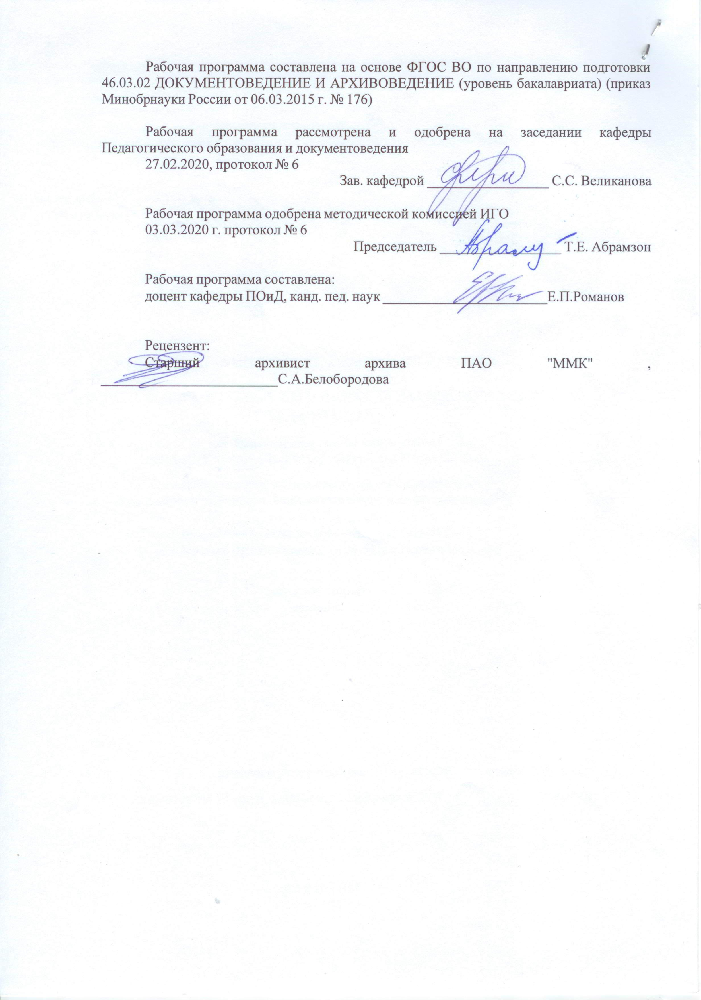 Рабочая программа составлена на основе ФГОС ВО по направлению подготовки
46.03.02 ДОКУМЕНТОВЕДЕНИЕ И АРХИВОВЕДЕНИЕ (уровень бакалавриата) (приказ
Минобрнауки России от 06.03.2015 г. № 176)
Рабочая программа рассмотрена и одобрена на заседании кафедры
Педагогического образования и документоведения
27.02.2020, протокол № 6
Зав. кафедрой ________________ С.С. Великанова
Рабочая программа одобрена методической комиссией ИГО
03.03.2020 г. протокол № 6
Председатель ________________ Т.Е. Абрамзон
Рабочая программа составлена:
доцент кафедры ПОиД, канд. пед. наук ______________________Е.П.Романов
Рецензент:
Старший архивист архива ПАО "ММК" ,
________________________С.А.Белобородова